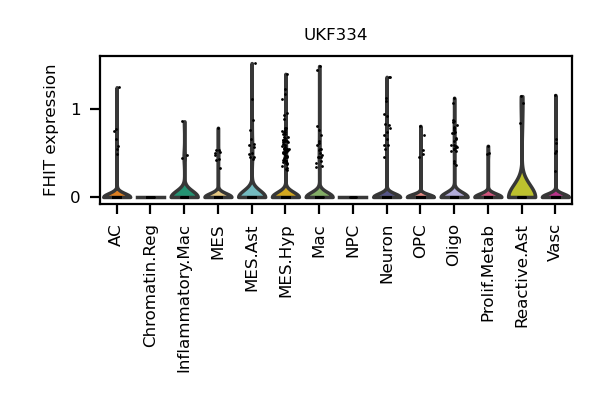 UKF334
FHIT expression
1
0
AC
Chromatin.Reg
Inflammatory.Mac
MES
MES.Ast
MES.Hyp
Mac
NPC
Neuron
OPC
Oligo
Prolif.Metab
Reactive.Ast
Vasc